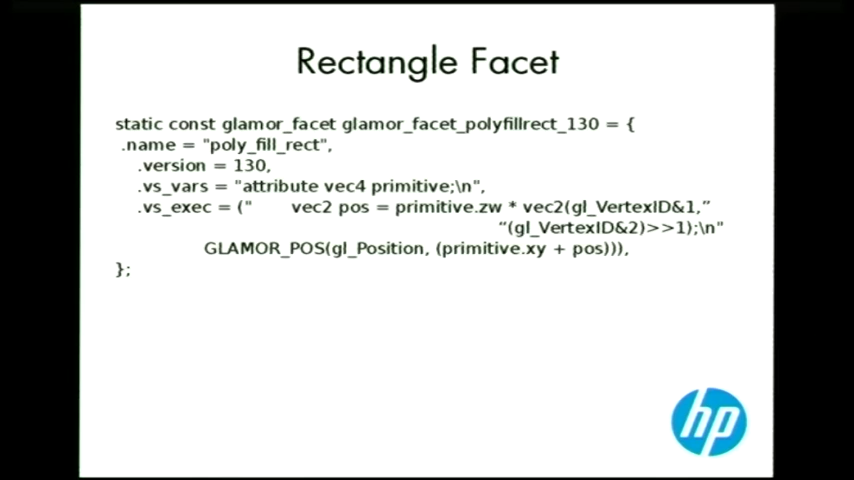 Rectangle Facet
static const glamor_facet glamor_facet_polyfillrect_130 = {
.name = "poly_fill_rect",
.version = 130,
.vs_vars = "attribute vec4 primitive;\n",
.vs_exec = ("       vec2 pos = primitive.zw * vec2(gl_VertexID&1,”
“(gl_VertexID&2)>>1);\n"
GLAMOR_POS(gl_Position, (primitive.xy + pos))),
};
hp